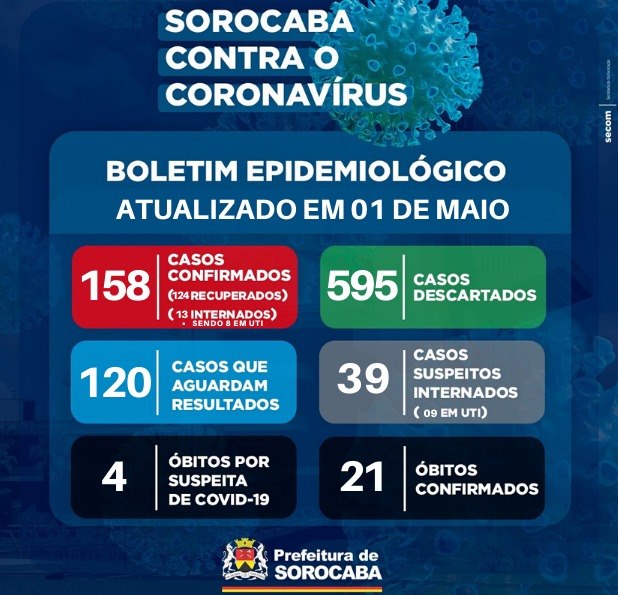 SOROCABA
CONTRA O
CORONAVÍRUS
secom
BOLETIM EPIDEMIOLÓGICO
ATUALIZADO EM 01 DE MAIO
158
CASOS
CONFIRMADOS
(124 RECUPERADOS)
( 13 INTERNADOS)
• SENDO 8 EM UTI
595
CASOS
DESCARTADOS
120
CASOS QUE
AGUARDAM
RESULTADOS
39
CASOS
SUSPEITOS
INTERNADOS
( 09 EM UTI)
4
ÓBITOS POR
SUSPEITA
DE COVID-19
21
ÓBITOS
CONFIRMADOS
Prefeitura de
SOROCABA